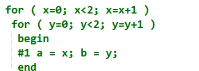 for ( x=0; x<2; x=x+1 )
for ( y=0; y<2; y=y+1 )
begin
#1 a = x; b = y;
end